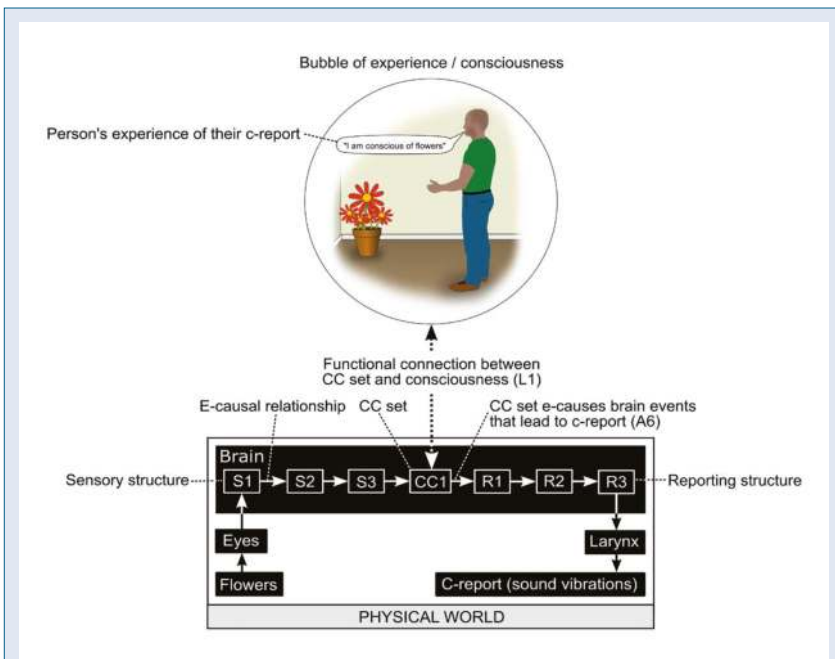 Bubble of experience / consciousness
Person's experience of their c-report
"I am conscious of flowers"
Functional connection between
CC set and consciousness (L1)
E-causal relationship
CC set
CC set e-causes brain events
that lead to c-report (A6)
Brain
Sensory structure
S1
S2
S3
CC1
R1
R2
R3
Reporting structure
Eyes
Larynx
Flowers
C-report (sound vibrations)
PHYSICAL WORLD